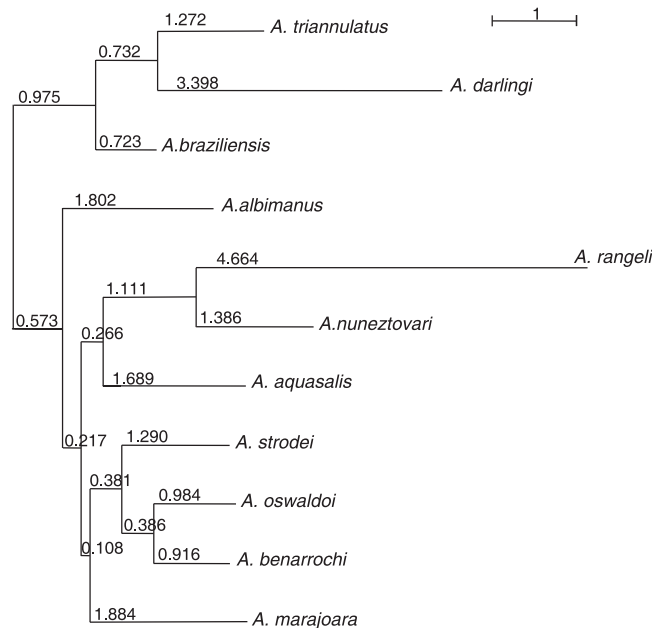 1
1.272 A. triannulatus
0.732
3.398 A. darlingi
0.975
0.723 A.braziliensis
1.802 A.albimanus
4.664 A. rangeli
1.111
0.573 1.386 A.nuneztovari
0.266
1.689 A. aquasalis
0.217 1.290 A. strodei
0.381
0.984 A. oswaldoi
0.386
0.108 0.916 A. benarrochi
1.884 A. marajoara